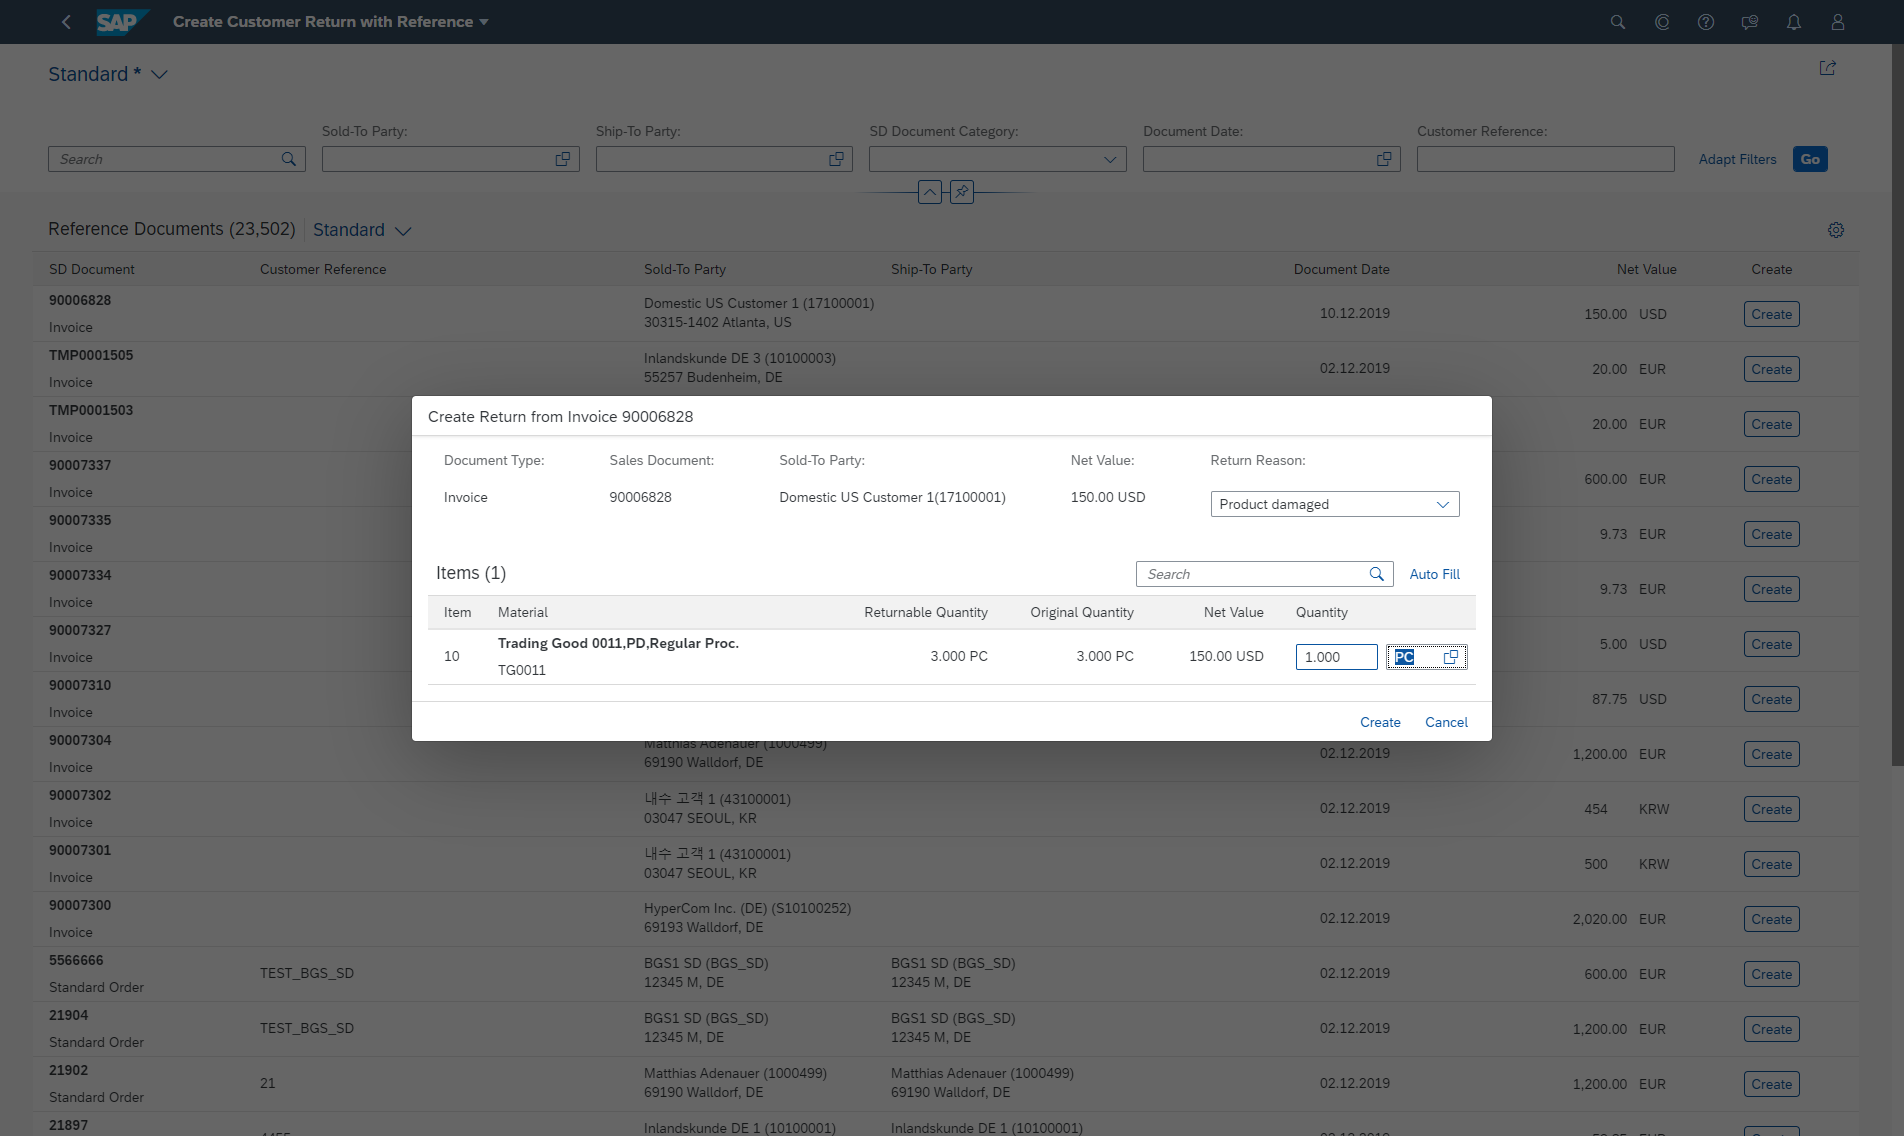 SAP Create Customer Return with Reference
Standard *
Sold-To Party: Ship-To Party: SD Document Category: Document Date: Customer Reference:
Search Adapt Filters Go
Reference Documents (23,502) Standard
SD Document Customer Reference Sold-To Party Ship-To Party Document Date Net Value Create
90006828
Invoice
Domestic US Customer 1 (17100001)
30315-1402 Atlanta, US
10.12.2019 150.00 USD Create
TMP0001505
Invoice
Inlandskunde DE 3 (10100003)
55257 Budenheim, DE
02.12.2019 20.00 EUR Create
TMP0001503
Invoice
20.00 EUR Create
90007337
Invoice
600.00 EUR Create
90007335
Invoice
9.73 EUR Create
90007334
Invoice
9.73 EUR Create
90007327
Invoice
5.00 USD Create
90007310
Invoice
87.75 USD Create
90007304
Invoice
Matthias Adenauer (1000499)
69190 Walldorf, DE
02.12.2019 1,200.00 EUR Create
90007302
Invoice
내수 고객 1 (43100001)
03047 SEOUL, KR
02.12.2019 454 KRW Create
90007301
Invoice
내수 고객 1 (43100001)
03047 SEOUL, KR
02.12.2019 500 KRW Create
90007300
Invoice
HyperCom Inc. (DE) (S10100252)
69193 Walldorf, DE
02.12.2019 2,020.00 EUR Create
5566666
Standard Order
TEST_BGS_SD
BGS1 SD (BGS_SD)
12345 M, DE
BGS1 SD (BGS_SD)
12345 M, DE
02.12.2019 600.00 EUR Create
21904
Standard Order
TEST_BGS_SD
BGS1 SD (BGS_SD)
12345 M, DE
BGS1 SD (BGS_SD)
12345 M, DE
02.12.2019 1,200.00 EUR Create
21902
Standard Order
21
Matthias Adenauer (1000499)
69190 Walldorf, DE
Matthias Adenauer (1000499)
69190 Walldorf, DE
02.12.2019 1,200.00 EUR Create
21897
Inlandskunde DE 1 (10100001)
Inlandskunde DE 1 (10100001)
Create Return from Invoice 90006828
Document Type: Sales Document: Sold-To Party: Net Value: Return Reason:
Invoice 90006828 Domestic US Customer 1(17100001) 150.00 USD Product damaged
Items (1) Search Auto Fill
Item Material Returnable Quantity Original Quantity Net Value Quantity
10
Trading Good 0011,PD,Regular Proc.
TG0011
3.000 PC 3.000 PC 150.00 USD 1.000 PC
Create Cancel